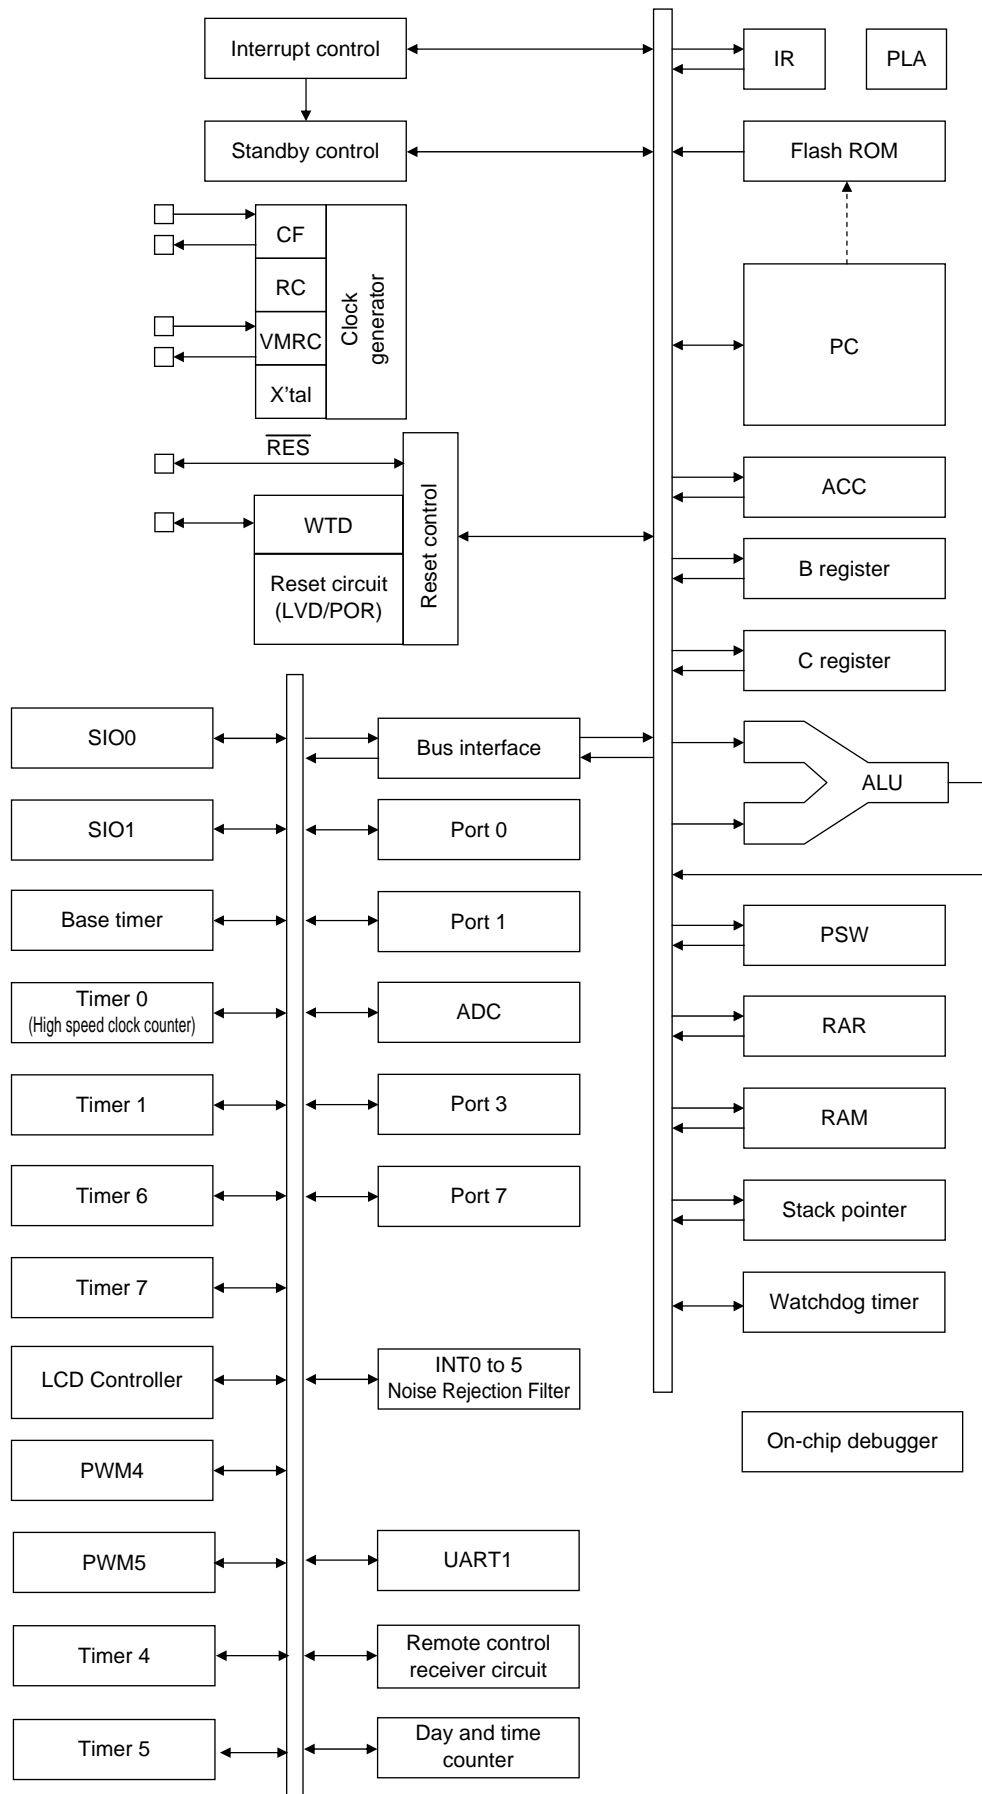 Interrupt control
IR
PLA
Standby control
Flash ROM
CF
RC
VMRC
X'tal
Clock
generator
PC
RES
WTD
Reset circuit
(LVD/POR)
Reset control
ACC
B register
C register
SIO0
Bus interface
ALU
SIO1
Port 0
Base timer
Port 1
PSW
Timer 0
(High speed clock counter)
ADC
RAR
Timer 1
Port 3
RAM
Timer 6
Port 7
Stack pointer
Timer 7
Watchdog timer
LCD Controller
INT0 to 5
Noise Rejection Filter
On-chip debugger
PWM4
PWM5
UART1
Timer 4
Remote control
receiver circuit
Timer 5
Day and time
counter